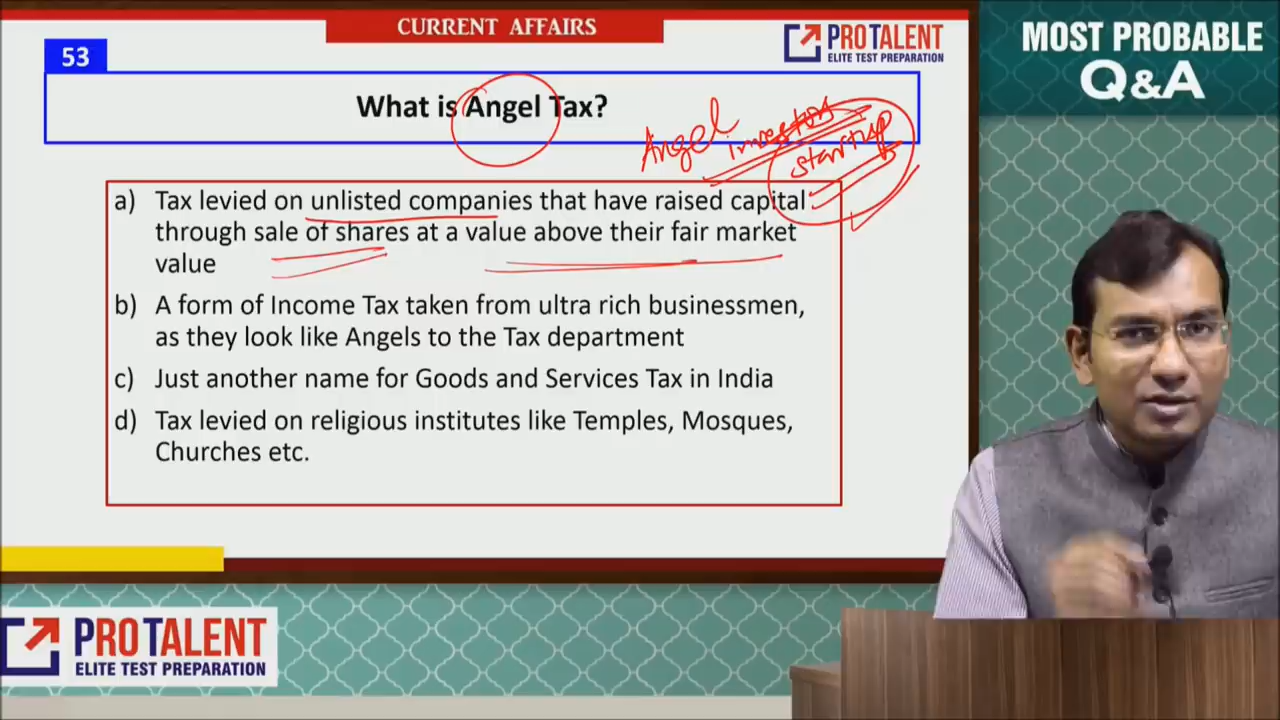 CURRENT AFFAIRS
PROTALENT
ELITE TEST PREPARATION
MOST PROBABLE
Q&A
53
What is Angel Tax?
Angel investors
startup
a) Tax levied on unlisted companies that have raised capital
through sale of shares at a value above their fair market
value
b) A form of Income Tax taken from ultra rich businessmen,
as they look like Angels to the Tax department
c) Just another name for Goods and Services Tax in India
d) Tax levied on religious institutes like Temples, Mosques,
Churches etc.
PROTALENT
ELITE TEST PREPARATION